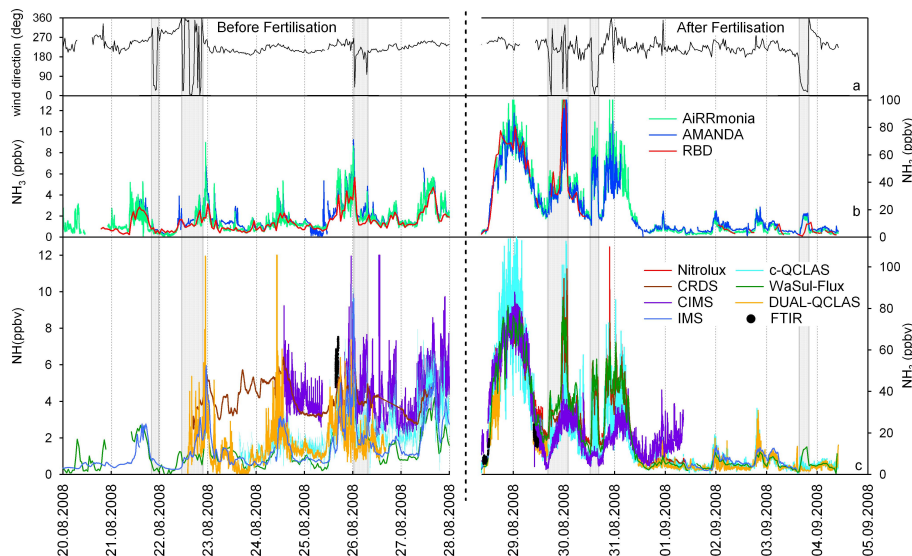 360
270
180
90
0
wind direction (deg)
Before Fertilisation
After Fertilisation
a
12
10
8
6
4
2
0
NH3 (ppbv)
AiRRmonia
AMANDA
RBD
100
80
60
40
20
0
b
12
10
8
6
4
2
0
NH(ppbv)
Nitrolux
CRDS
CIMS
IMS
c-QCLAS
WaSul-Flux
DUAL-QCLAS
FTIR
100
80
60
40
20
0
c
20.08.2008
21.08.2008
22.08.2008
23.08.2008
24.08.2008
25.08.2008
26.08.2008
27.08.2008
28.08.2008
29.08.2008
30.08.2008
31.08.2008
01.09.2008
02.09.2008
03.09.2008
04.09.2008
05.09.2008